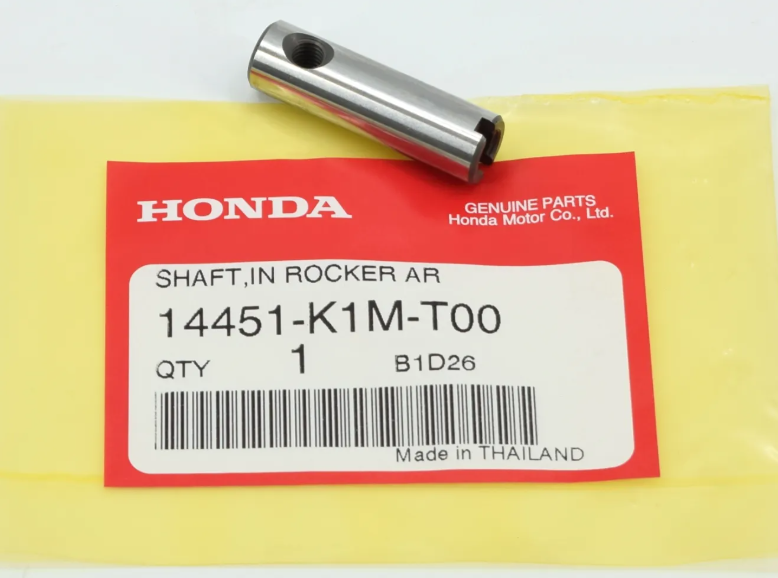 HONDA
GENUINE PARTS
Honda Motor Co., Ltd.
SHAFT,IN ROCKER AR
14451-K1M-T00
QTY 1 B1D26
Made in THAILAND